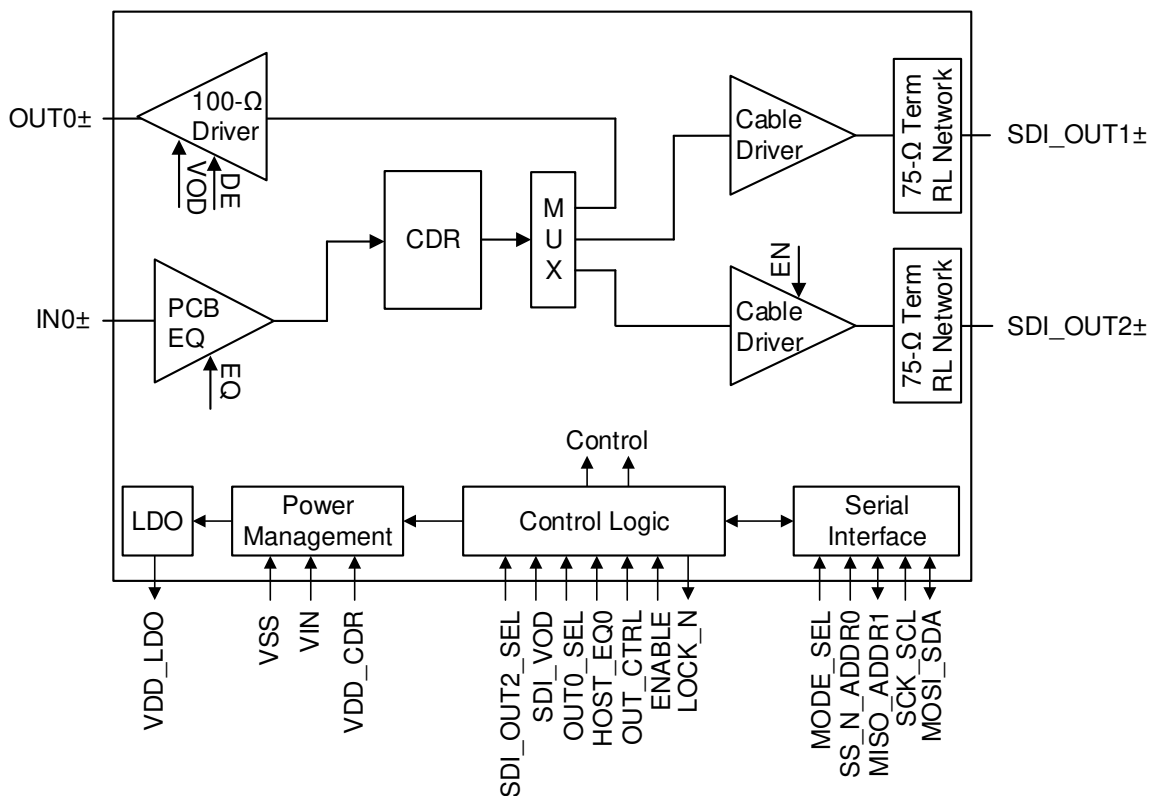 OUT0±
100-Ω
Driver
VOD
DE
Cable
Driver
75-Ω Term
RL Network
SDI_OUT1±
M
U
X
CDR
IN0±
PCB
EQ
EQ
EN
Cable
Driver
75-Ω Term
RL Network
SDI_OUT2±
Control
LDO
Power
Management
Control Logic
Serial
Interface
VDD_LDO
VSS
VIN
VDD_CDR
SDI_OUT2_SEL
SDI_VOD
OUT0_SEL
HOST_EQ0
OUT_CTRL
ENABLE
LOCK_N
MODE_SEL
SS_N_ADDR0
MISO_ADDR1
SCK_SCL
MOSI_SDA